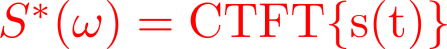 S*(ω) = CTFT{s(t)}